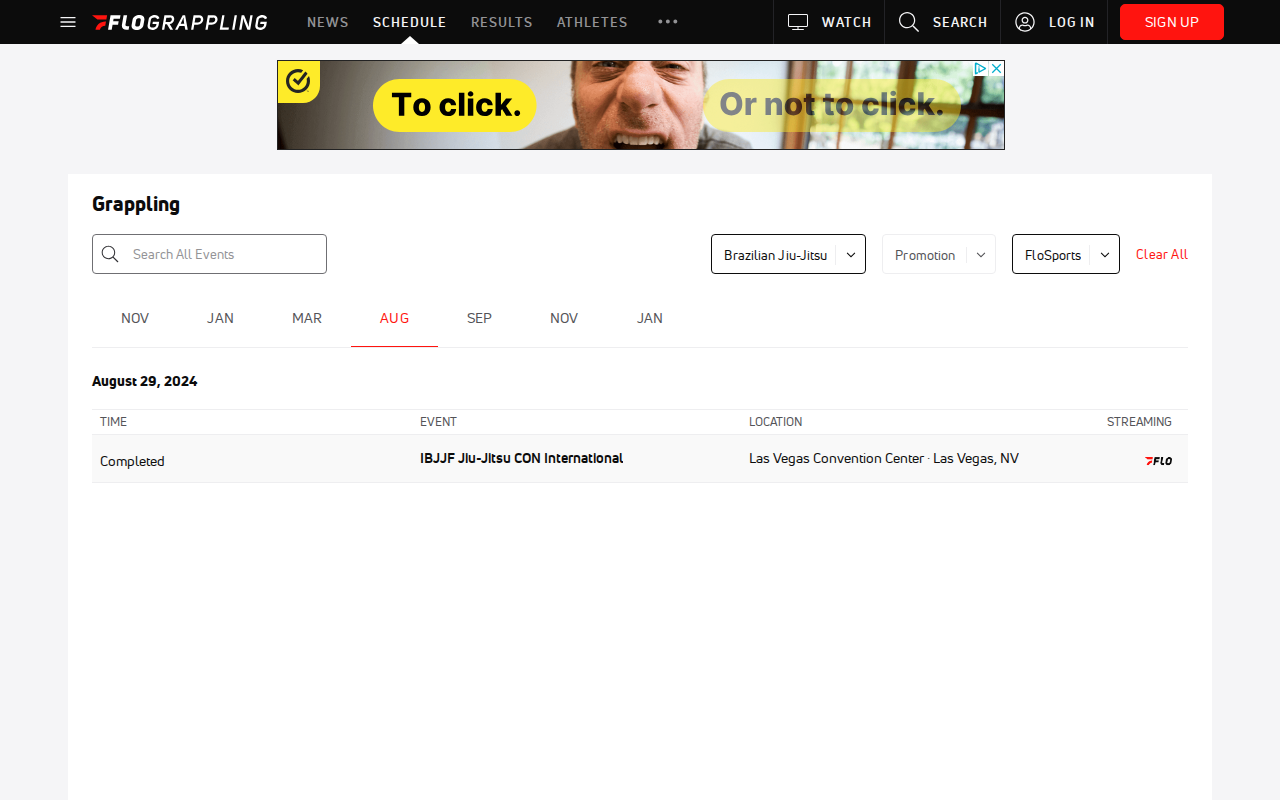 FLOGRAPPLING NEWS SCHEDULE RESULTS ATHLETES WATCH SEARCH LOG IN SIGN UP
To click. Or not to click.
Grappling
Search All Events Brazilian Jiu-Jitsu Promotion FloSports Clear All
NOV JAN MAR AUG SEP NOV JAN
August 29, 2024
TIME EVENT LOCATION STREAMING
Completed IBJJF Jiu-Jitsu CON International Las Vegas Convention Center · Las Vegas, NV FLO